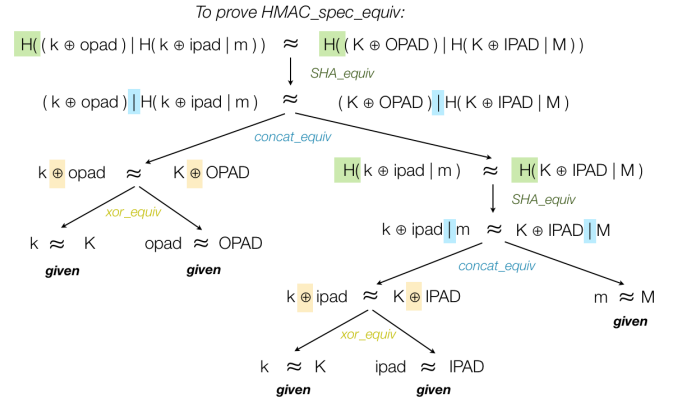 To prove HMAC_spec_equiv:
H( ( k ⊕ opad ) | H( k ⊕ ipad | m ) ) ≈ H( ( K ⊕ OPAD ) | H( K ⊕ IPAD | M ) )
SHA_equiv
( k ⊕ opad ) | H( k ⊕ ipad | m ) ≈ ( K ⊕ OPAD ) | H( K ⊕ IPAD | M )
concat_equiv
k ⊕ opad ≈ K ⊕ OPAD
H( k ⊕ ipad | m ) ≈ H( K ⊕ IPAD | M )
xor_equiv
SHA_equiv
k ≈ K
opad ≈ OPAD
k ⊕ ipad | m ≈ K ⊕ IPAD | M
given
given
concat_equiv
k ⊕ ipad ≈ K ⊕ IPAD
m ≈ M
given
xor_equiv
k ≈ K
ipad ≈ IPAD
given
given